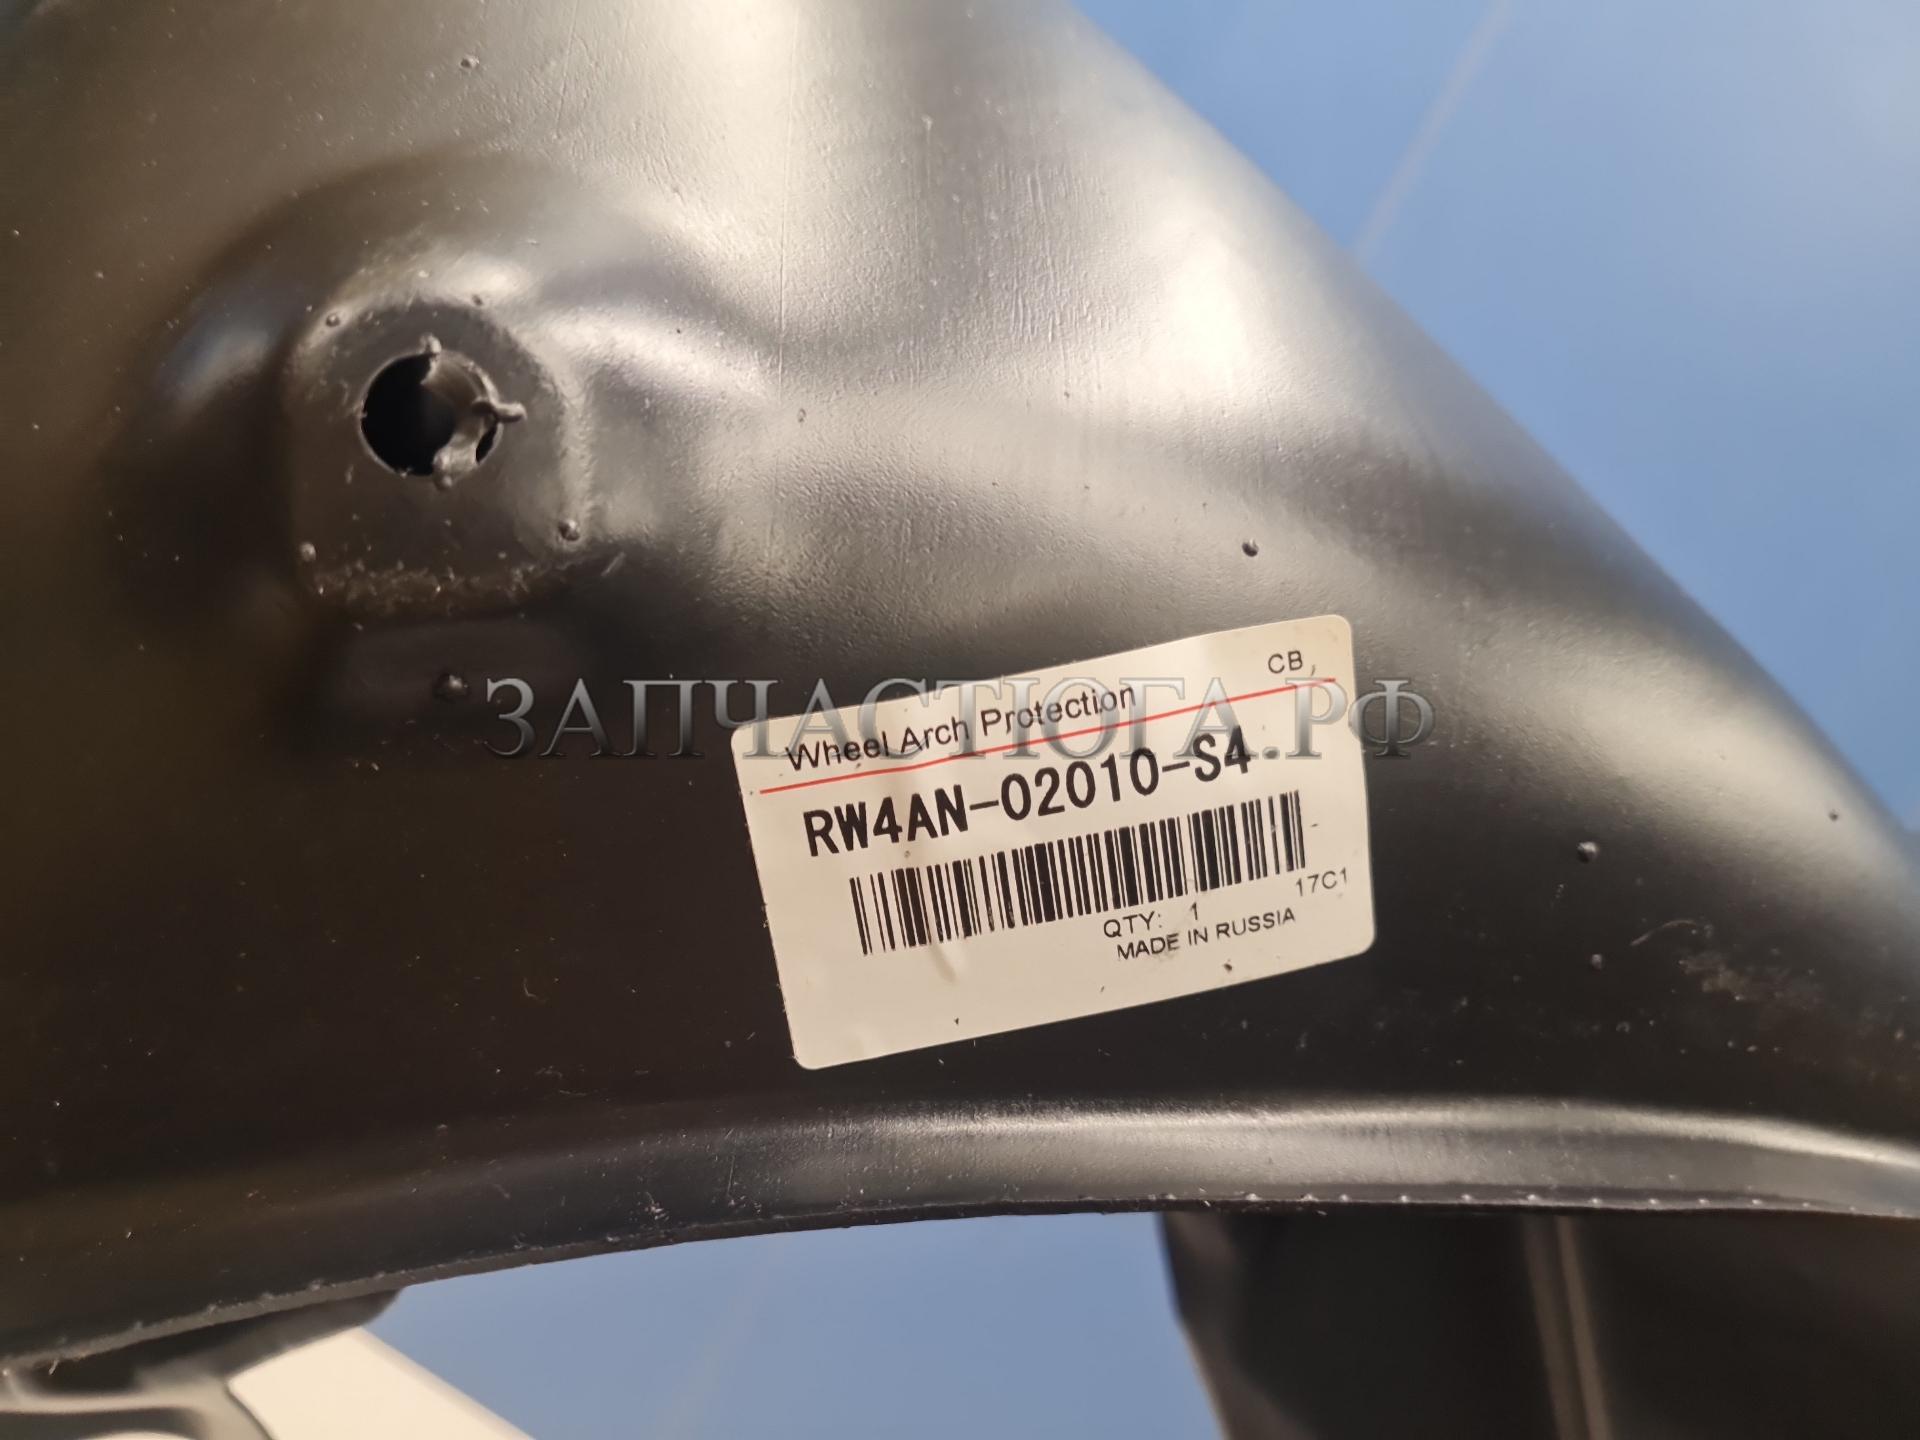 CB
Wheel Arch Protection
ЗАПЧАСТЮГА.РФ
RW4AN-02010-S4
17C1
QTY: 1
MADE IN RUSSIA